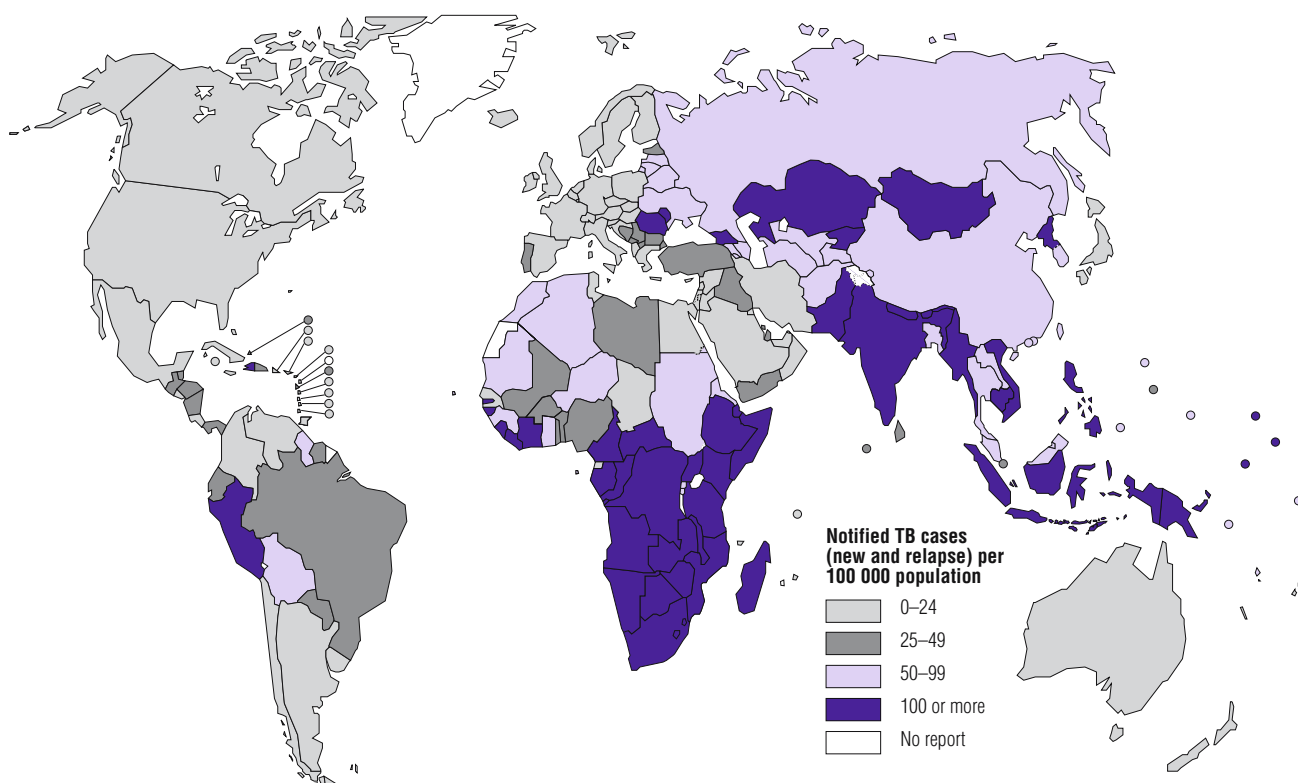 Notified TB cases
(new and relapse) per
100 000 population
0–24
25–49
50–99
100 or more
No report